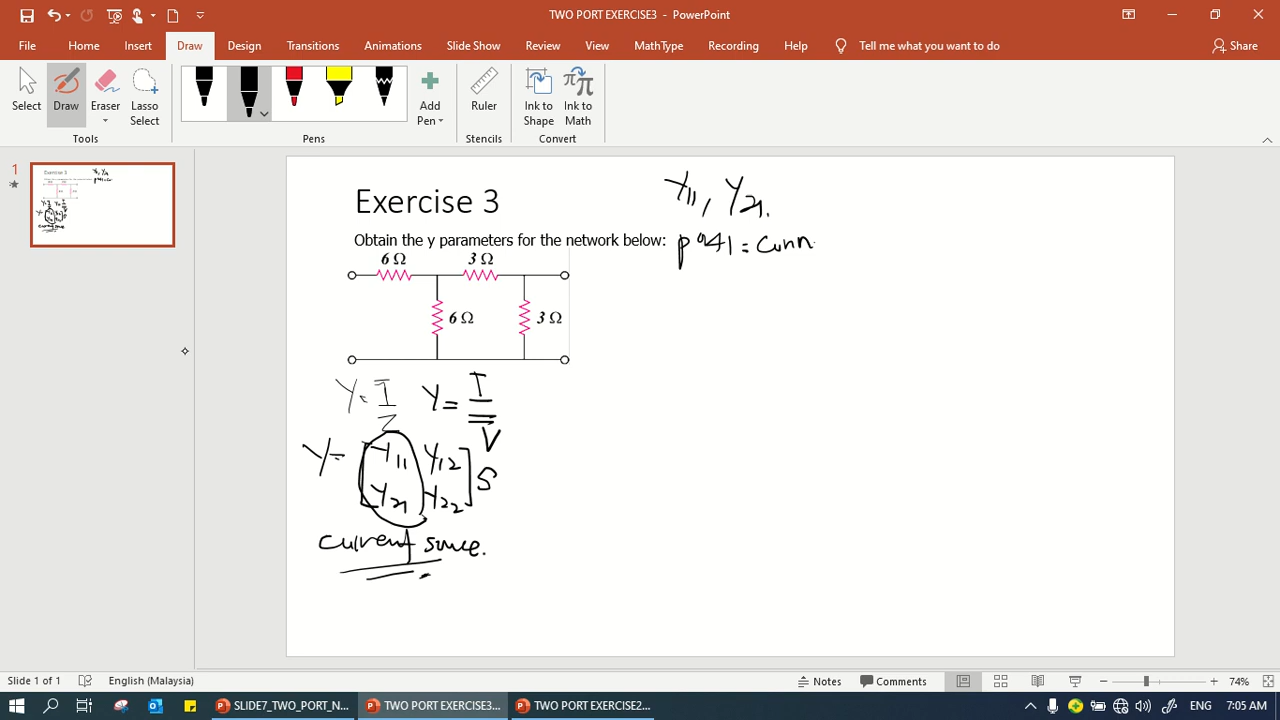 TWO PORT EXERCISE3 - PowerPoint
File Home Insert Draw Design Transitions Animations Slide Show Review View MathType Recording Help Tell me what you want to do Share
Select Draw Eraser Lasso Select Add Pen Ruler Ink to Shape Ink to Math
Tools Pens Stencils Convert
1
Exercise 3
Y11, Y21.
Obtain the y parameters for the network below:
6 Ω 3 Ω
6 Ω 3 Ω
Y = I Y = I
V
Y = [Y11 Y12
Y21 Y22] S
current source.
Slide 1 of 1 English (Malaysia) Notes Comments 74%
SLIDE7_TWO_PORT_N... TWO PORT EXERCISE3... TWO PORT EXERCISE2... ENG 7:05 AM